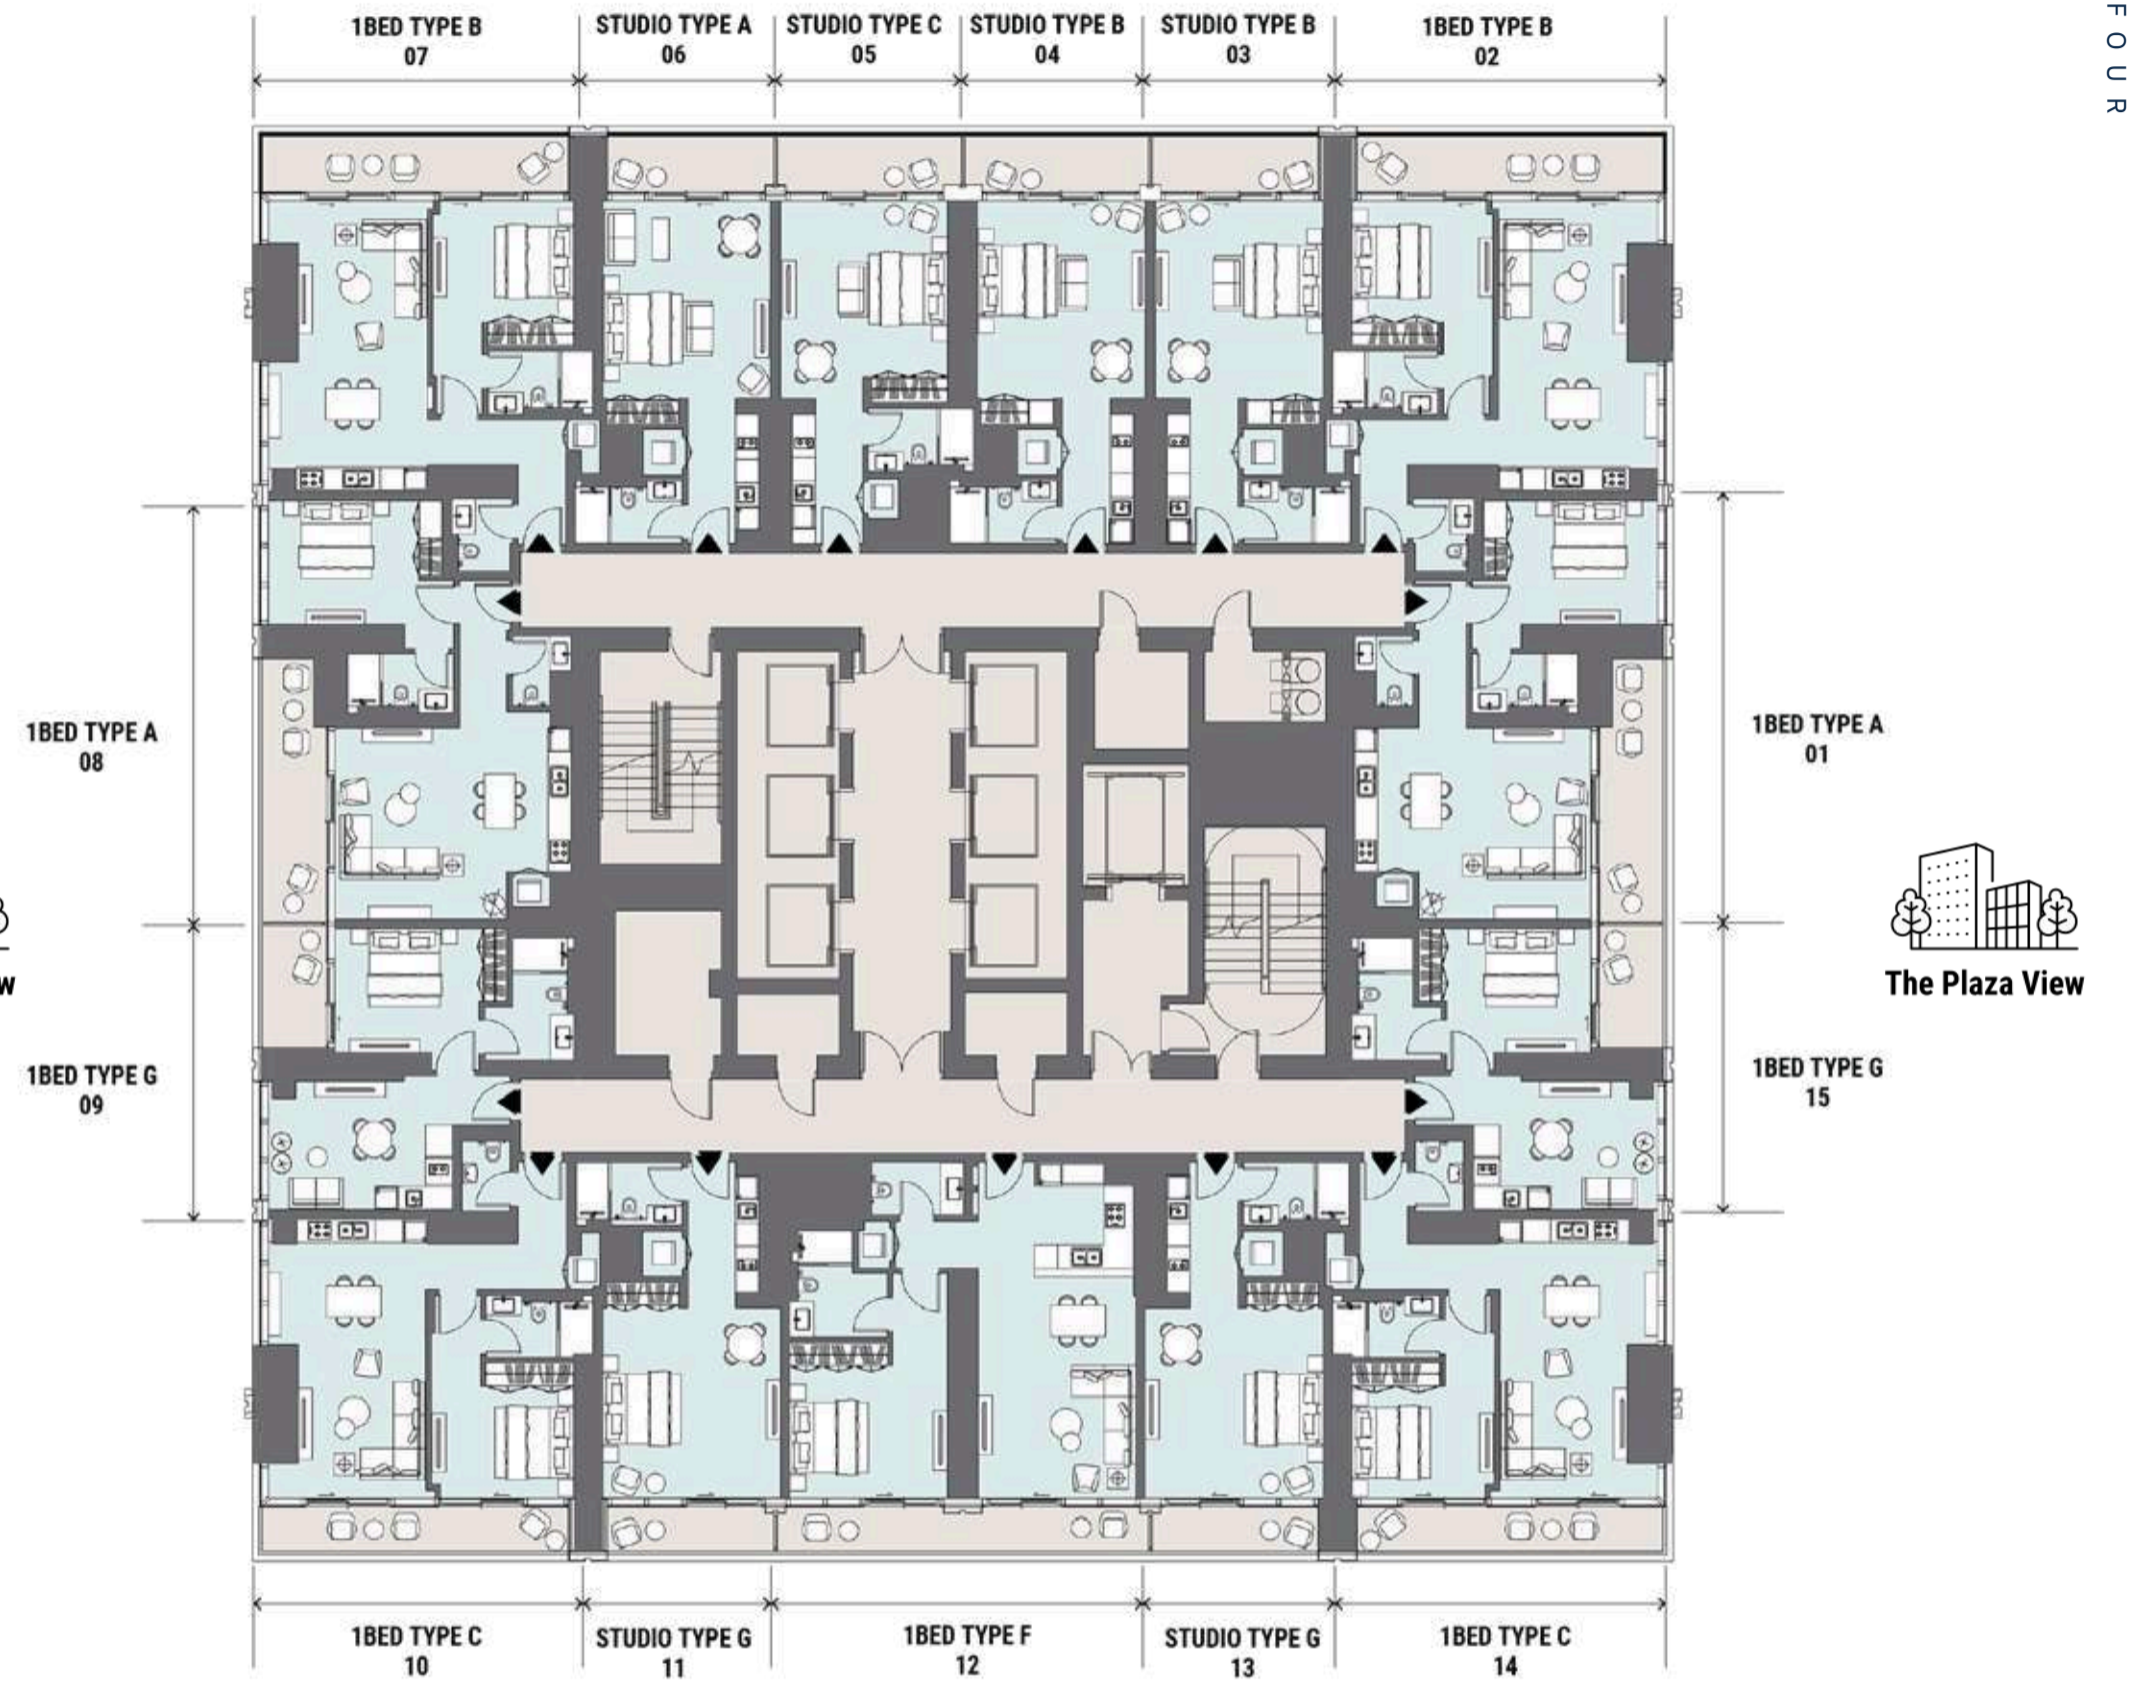 FOUR
1BED TYPE B
07
STUDIO TYPE A
06
STUDIO TYPE C
05
STUDIO TYPE B
04
STUDIO TYPE B
03
1BED TYPE B
02
1BED TYPE A
08
1BED TYPE A
01
The Plaza View
w
1BED TYPE G
09
1BED TYPE G
15
1BED TYPE C
10
STUDIO TYPE G
11
1BED TYPE F
12
STUDIO TYPE G
13
1BED TYPE C
14